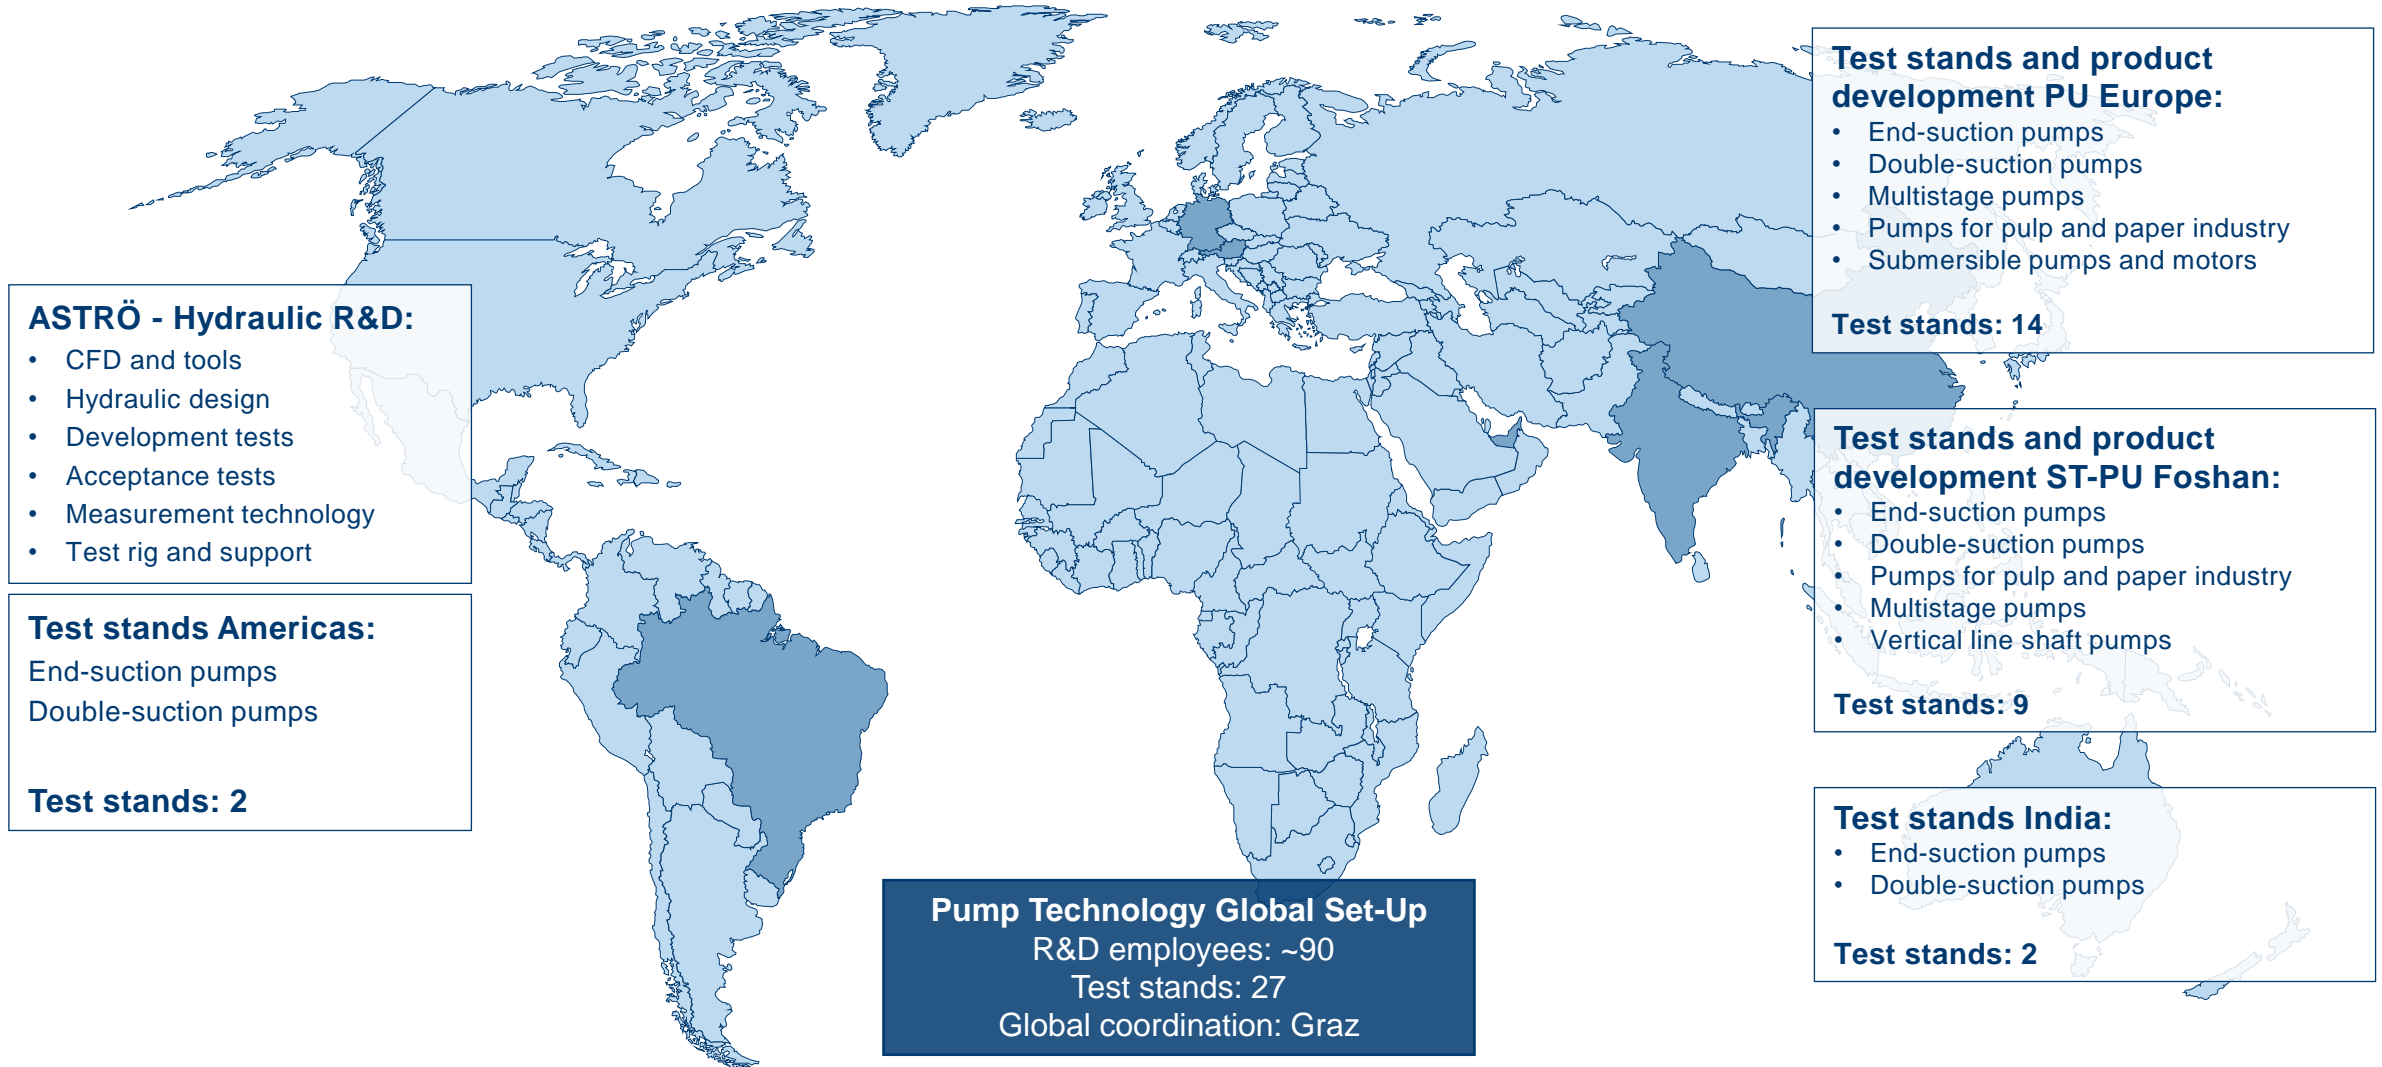 ASTRÖ - Hydraulic R&D:
• CFD and tools
• Hydraulic design
• Development tests
• Acceptance tests
• Measurement technology
• Test rig and support
Test stands Americas:
End-suction pumps
Double-suction pumps
Test stands: 2
Pump Technology Global Set-Up
R&D employees: ~90
Test stands: 27
Global coordination: Graz
Test stands and product
development PU Europe:
• End-suction pumps
• Double-suction pumps
• Multistage pumps
• Pumps for pulp and paper industry
• Submersible pumps and motors
Test stands: 14
Test stands and product
development ST-PU Foshan:
• End-suction pumps
• Double-suction pumps
• Pumps for pulp and paper industry
• Multistage pumps
• Vertical line shaft pumps
Test stands: 9
Test stands India:
• End-suction pumps
• Double-suction pumps
Test stands: 2